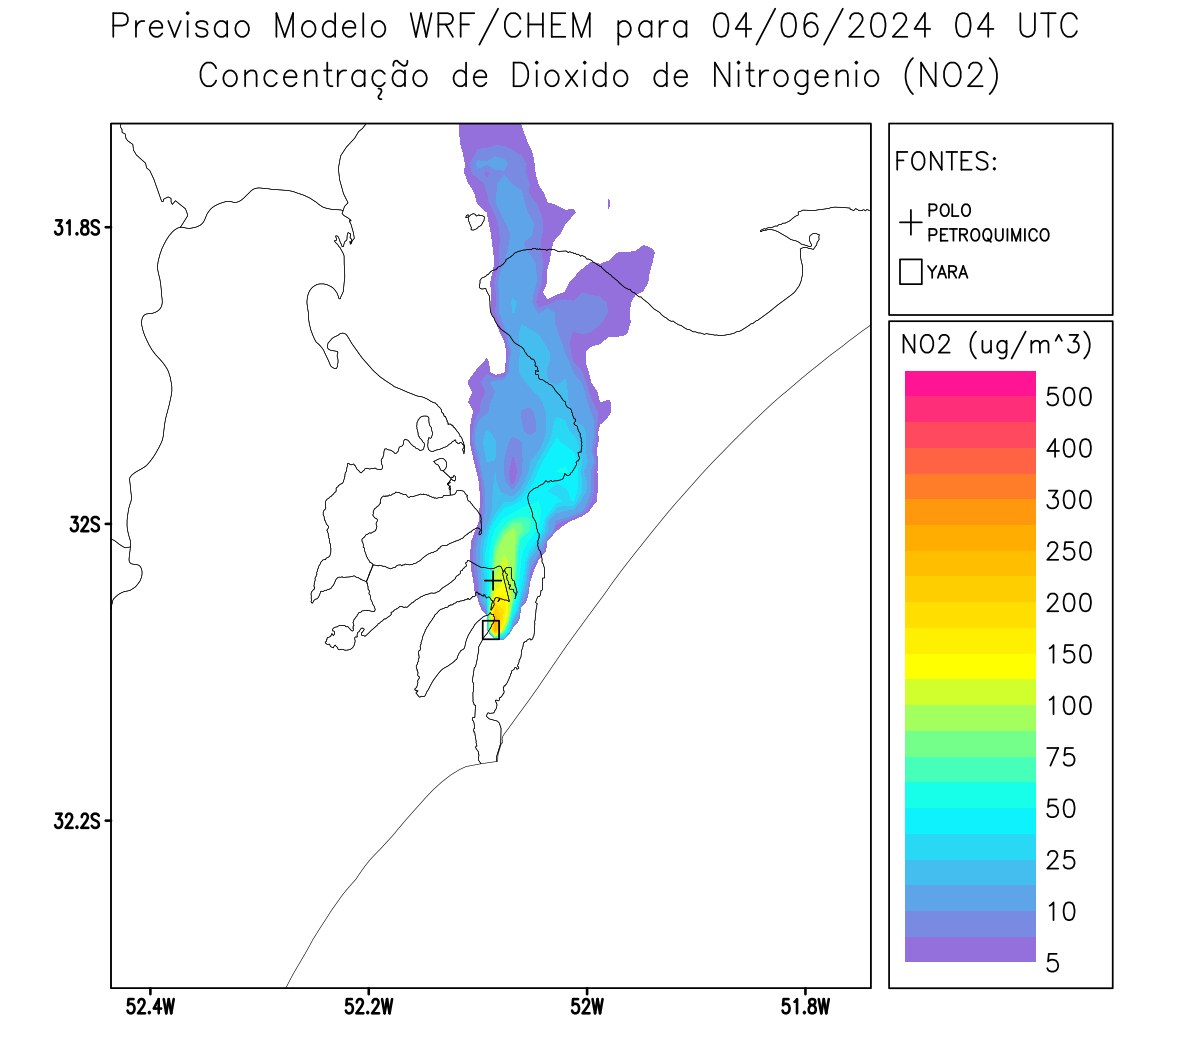 Previsao Modelo WRF/CHEM para 04/06/2024 04 UTC
Concentração de Dioxido de Nitrogenio (NO2)
FONTES:
POLO
PETROQUIMICO
YARA
31.8S
32S
32.2S
52.4W
52.2W
52W
51.8W
NO2 (ug/m^3)
500
400
300
250
200
150
100
75
50
25
10
5